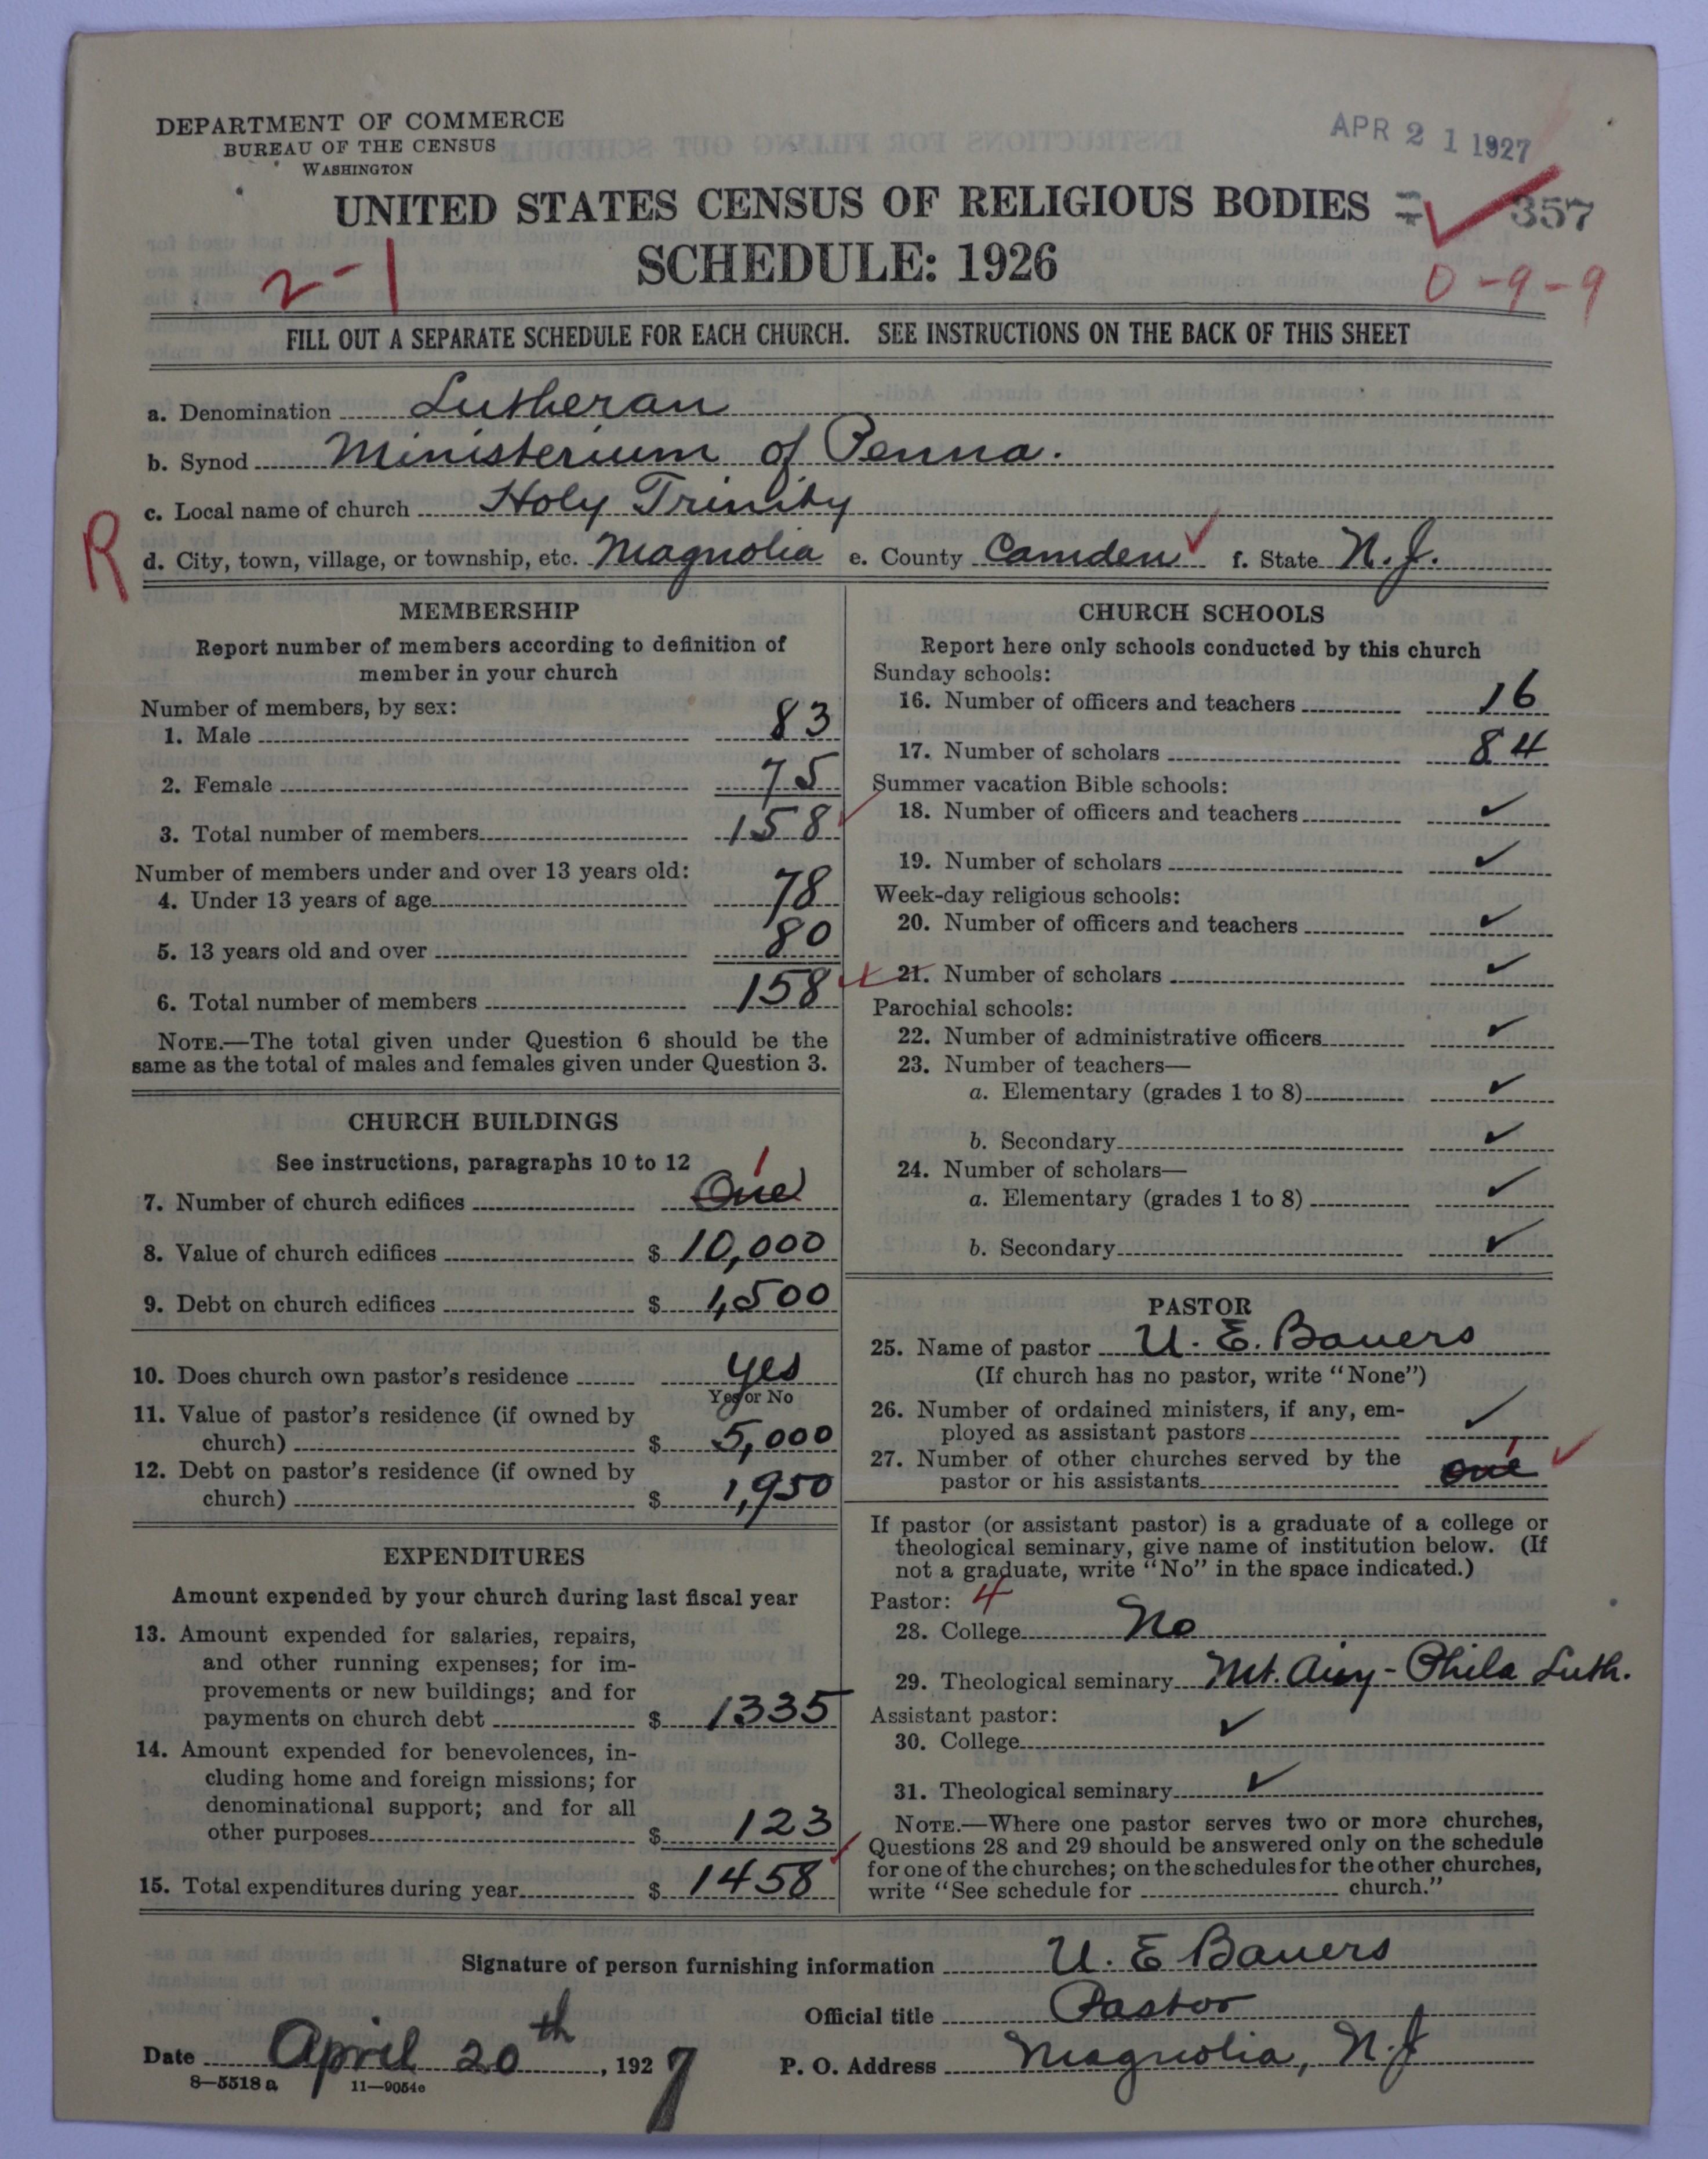 DEPARTMENT OF COMMERCE
BUREAU OF THE CENSUS
WASHINGTON
APR 21 1927
UNITED STATES CENSUS OF RELIGIOUS BODIES
357
SCHEDULE: 1926
2-1
0-9-9
FILL OUT A SEPARATE SCHEDULE FOR EACH CHURCH. SEE INSTRUCTIONS ON THE BACK OF THIS SHEET
a. Denomination Lutheran
b. Synod Ministerium of Penna.
c. Local name of church Holy Trinity
R
d. City, town, village, or township, etc. Magnolia e. County Camden ✓ f. State N.J.
MEMBERSHIP
Report number of members according to definition of
member in your church
Number of members, by sex:
1. Male 83
2. Female 75
3. Total number of members 158 ✓
Number of members under and over 13 years old:
4. Under 13 years of age 78
5. 13 years old and over 80
6. Total number of members 158 ✓
NOTE.—The total given under Question 6 should be the
same as the total of males and females given under Question 3.
CHURCH BUILDINGS
See instructions, paragraphs 10 to 12
1
7. Number of church edifices One
8. Value of church edifices $ 10,000
9. Debt on church edifices $ 1,500
10. Does church own pastor's residence yes
Yes or No
11. Value of pastor's residence (if owned by
church) $ 5,000
12. Debt on pastor's residence (if owned by
church) $ 1,950
EXPENDITURES
Amount expended by your church during last fiscal year
13. Amount expended for salaries, repairs,
and other running expenses; for im-
provements or new buildings; and for
payments on church debt $ 1335
14. Amount expended for benevolences, in-
cluding home and foreign missions; for
denominational support; and for all
other purposes $ 123
15. Total expenditures during year $ 1458 ✓
CHURCH SCHOOLS
Report here only schools conducted by this church
Sunday schools:
16. Number of officers and teachers 16
17. Number of scholars 84
Summer vacation Bible schools:
18. Number of officers and teachers ✓
19. Number of scholars ✓
Week-day religious schools:
20. Number of officers and teachers ✓
21. Number of scholars ✓
Parochial schools:
22. Number of administrative officers ✓
23. Number of teachers—
a. Elementary (grades 1 to 8) ✓
b. Secondary ✓
24. Number of scholars—
a. Elementary (grades 1 to 8) ✓
b. Secondary ✓
PASTOR
25. Name of pastor U. E. Bauers
(If church has no pastor, write "None")
26. Number of ordained ministers, if any, em-
ployed as assistant pastors ✓
27. Number of other churches served by the 1
pastor or his assistants one ✓
If pastor (or assistant pastor) is a graduate of a college or
theological seminary, give name of institution below. (If
not a graduate, write "No" in the space indicated.)
Pastor: 4
28. College No
29. Theological seminary Mt. Airy - Phila Luth.
Assistant pastor:
30. College ✓
31. Theological seminary ✓
NOTE.—Where one pastor serves two or more churches,
Questions 28 and 29 should be answered only on the schedule
for one of the churches; on the schedules for the other churches,
write "See schedule for church."
Signature of person furnishing information U. E Bauers
Official title Pastor
Date April 20th, 1927
P. O. Address Magnolia, N.J
8—5518 a 11—9054c